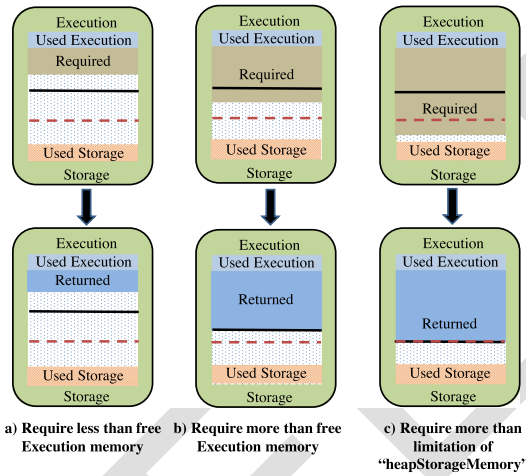 Execution
Used Execution
Required
Used Storage
Storage
Execution
Used Execution
Required
Used Storage
Storage
Execution
Used Execution
Required
Used Storage
Storage
Execution
Used Execution
Returned
Used Storage
Storage
Execution
Used Execution
Returned
Used Storage
Storage
Execution
Used Execution
Returned
Used Storage
Storage
a) Require less than free
Execution memory
b) Require more than free
Execution memory
c) Require more than
limitation of
“heapStorageMemory”